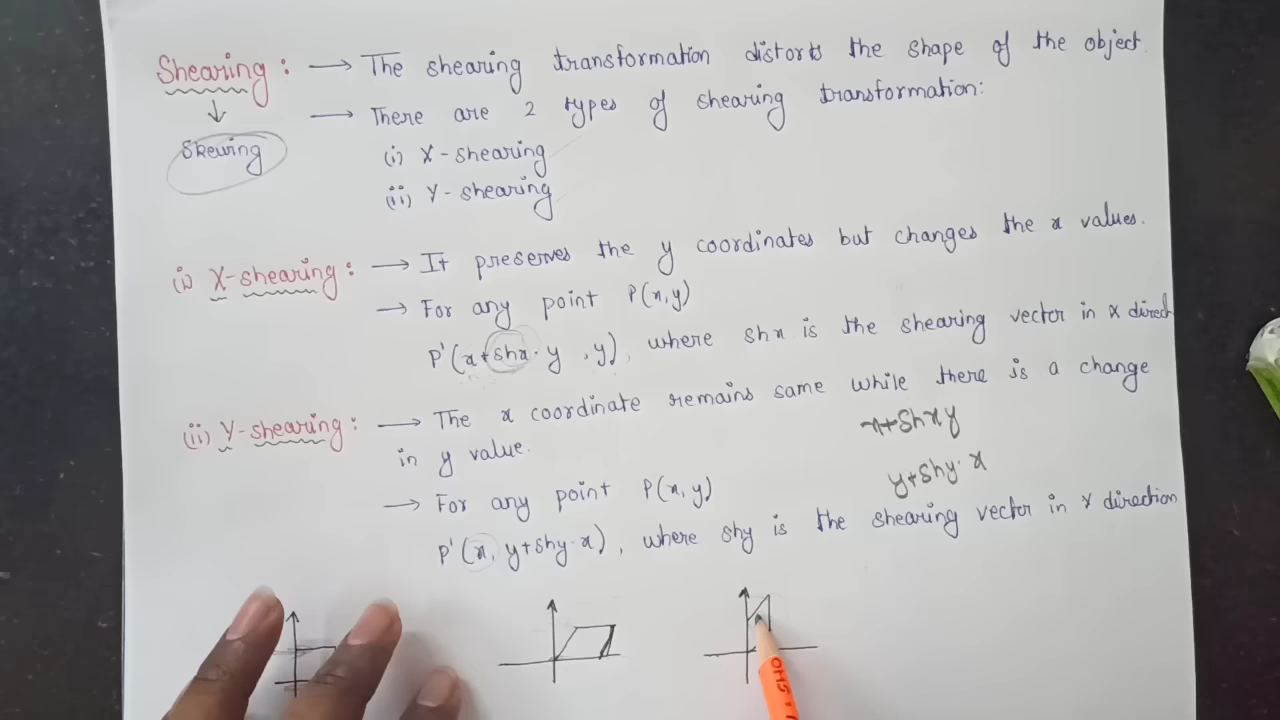 Shearing : → The shearing transformation distorts the shape of the object.
↓
Skewing
→ There are 2 types of shearing transformation:
(i) X-shearing
(ii) Y-shearing
(i) X-shearing : → It preserves the y coordinates but changes the x values.
→ For any point P(x,y)
P'(x+shx·y ,y), where shx is the shearing vector in x direct
(ii) Y-shearing : → The x coordinate remains same while there is a change
in y value.
x+Shxy
y+Shy·x
→ For any point P(x,y)
P'(x, y+Shy·x), where shy is the shearing vector in Y direction